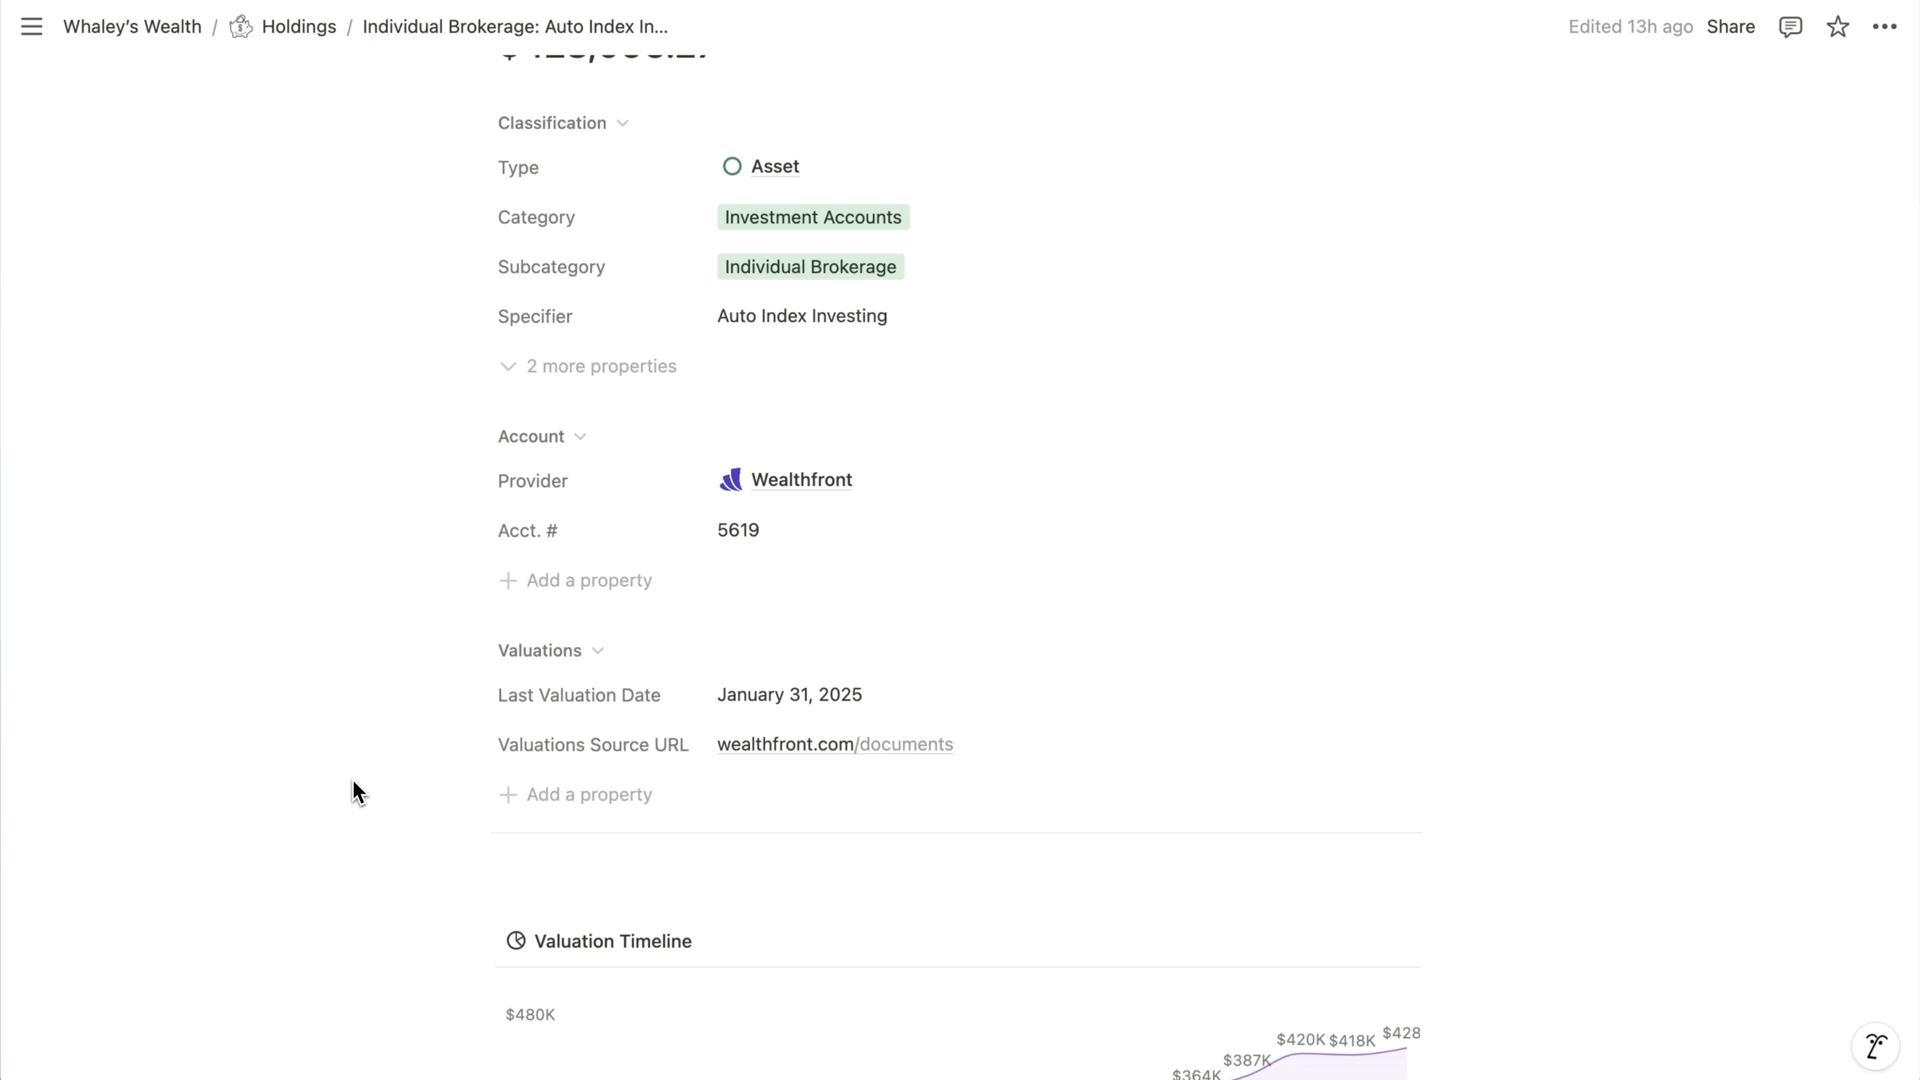 Whaley’s Wealth / Holdings / Individual Brokerage: Auto Index In...
Edited 13h ago Share
Classification
Type Asset
Category Investment Accounts
Subcategory Individual Brokerage
Specifier Auto Index Investing
2 more properties
Account
Provider Wealthfront
Acct. # 5619
Add a property
Valuations
Last Valuation Date January 31, 2025
Valuations Source URL wealthfront.com/documents
Add a property
Valuation Timeline
$480K
$428
$420K $418K
$387K
$364K